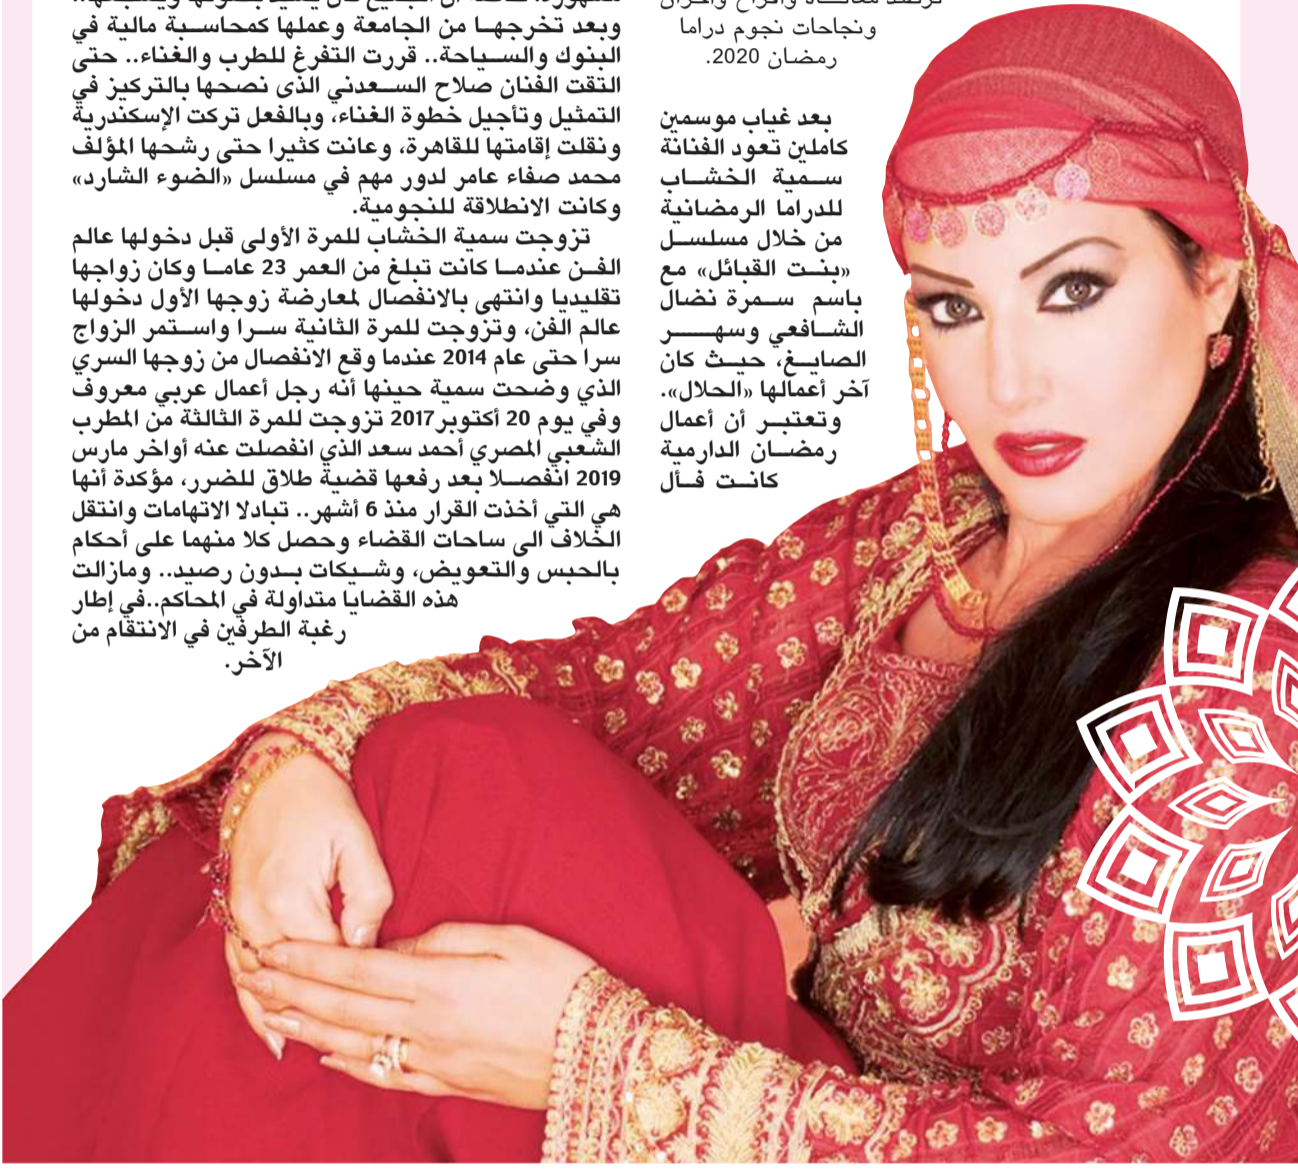 ونجاحات نجوم دراما
رمضان 2020.
بعد غياب موسمين
كاملين تعود الفنانة
سمية الخشاب
للدراما الرمضانية
من خلال مسلسل
«بنت القبائل» مع
باسم سمرة نضال
الشافعي وسهر
الصايغ، حيث كان
آخر أعمالها «الحلال».
وتعتبر أن أعمال
رمضان الدارمية
كانت فأل
وبعد تخرجها من الجامعة وعملها كمحاسبة مالية في
البنوك والسياحة.. قررت التفرغ للطرب والغناء.. حتى
التقت الفنان صلاح السعدني الذى نصحها بالتركيز في
التمثيل وتأجيل خطوة الغناء، وبالفعل تركت الإسكندرية
ونقلت إقامتها للقاهرة، وعانت كثيرا حتى رشحها المؤلف
محمد صفاء عامر لدور مهم في مسلسل «الضوء الشارد»
وكانت الانطلاقة للنجومية.
تزوجت سمية الخشاب للمرة الأولى قبل دخولها عالم
الفن عندما كانت تبلغ من العمر 23 عاما وكان زواجها
تقليديا وانتهى بالانفصال لمعارضة زوجها الأول دخولها
عالم الفن، وتزوجت للمرة الثانية سرا واستمر الزواج
سرا حتى عام 2014 عندما وقع الانفصال من زوجها السري
الذي وضحت سمية حينها أنه رجل أعمال عربي معروف
وفي يوم 20 أكتوبر2017 تزوجت للمرة الثالثة من المطرب
الشعبي المصري أحمد سعد الذي انفصلت عنه أواخر مارس
2019 انفصلا بعد رفعها قضية طلاق للضرر، مؤكدة أنها
هي التي أخذت القرار منذ 6 أشهر.. تبادلا الاتهامات وانتقل
الخلاف الى ساحات القضاء وحصل كلا منهما على أحكام
بالحبس والتعويض، وشيكات بدون رصيد.. ومازالت
هذه القضايا متداولة في المحاكم..في إطار
رغبة الطرفين في الانتقام من
الآخر.